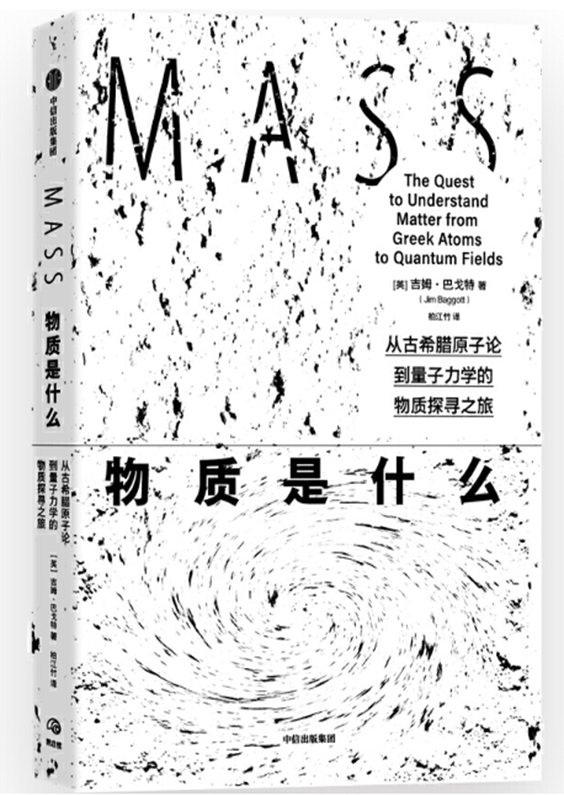 中信出版集团
MASS
物质是什么
从古希腊原子论
到量子力学的
物质探寻之旅
[英] 吉姆·巴戈特 著
柏江竹 译
MASS
The Quest
to Understand
Matter from
Greek Atoms
to Quantum Fields
[英] 吉姆·巴戈特 著
( Jim Baggott )
柏江竹 译
从古希腊原子论
到量子力学的
物质探寻之旅
物质是什么
中信出版集团